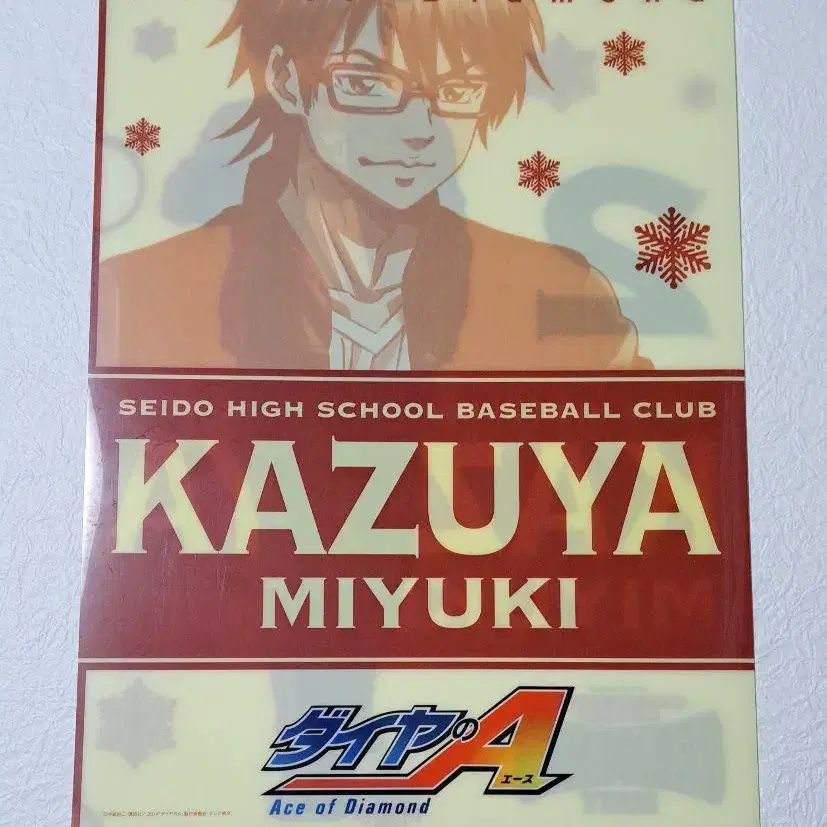 SEIDO HIGH SCHOOL BASEBALL CLUB
KAZUYA
MIYUKI
ダイヤのA
エース
Ace of Diamond